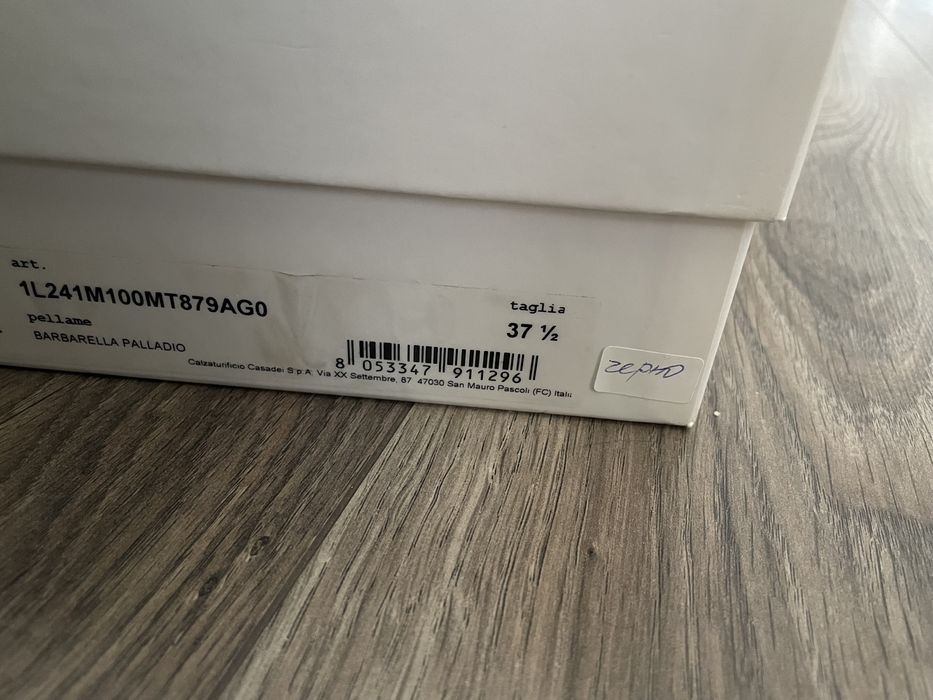 art.
1L241M100MT879AG0
pellame
BARBARELLA PALLADIO
taglia
37 ½
8 053347 911296
Calzaturificio Casadei S.p.A. Via XX Settembre, 87 47030 San Mauro Pascoli (FC) Italia